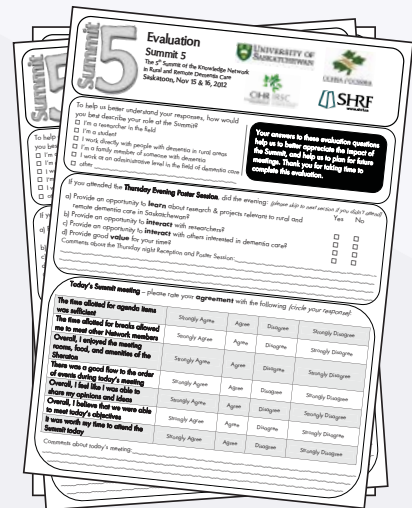 Summit
5
Evaluation
Summit 5
The 5th Summit of the Knowledge Network
in Rural and Remote Dementia Care
Saskatoon, Nov 15 & 16, 2012
UNIVERSITY OF
SASKATCHEWAN
CIHR IRSC
SHRF
To help us better understand your responses, how would
you best describe your role at the Summit?
I'm a researcher in the field
I'm a student
I work directly with people with dementia in rural areas
I'm a family member of someone with dementia
I work at an administrative level in the field of dementia care
other
Your answers to these evaluation questions
help us to better appreciate the impact of
the Summit, and help us to plan for future
meetings. Thank you for taking time to
complete this evaluation.
If you attended the Thursday Evening Poster Session, did the evening: (please skip to next section if you didn't attend)
Yes No
a) Provide an opportunity to learn about research & projects relevant to rural and
remote dementia care in Saskatchewan?
b) Provide an opportunity to interact with researchers?
c) Provide an opportunity to interact with others interested in dementia care?
d) Provide good value for your time?
Comments about the Thursday night Reception and Poster Session:
Today's Summit meeting – please rate your agreement with the following (circle your response):
The time allotted for agenda items
was sufficient
Strongly Agree Agree Disagree Strongly Disagree
The time allotted for breaks allowed
me to meet other Network members
Strongly Agree Agree Disagree Strongly Disagree
Overall, I enjoyed the meeting
rooms, food, and amenities of the
Sheraton
Strongly Agree Agree Disagree Strongly Disagree
There was a good flow to the order
of events during today's meeting
Strongly Agree Agree Disagree Strongly Disagree
Overall, I feel like I was able to
share my opinions and ideas
Strongly Agree Agree Disagree Strongly Disagree
Overall, I believe that we were able
to meet today's objectives
Strongly Agree Agree Disagree Strongly Disagree
It was worth my time to attend the
Summit today
Strongly Agree Agree Disagree Strongly Disagree
Comments about today's meeting: